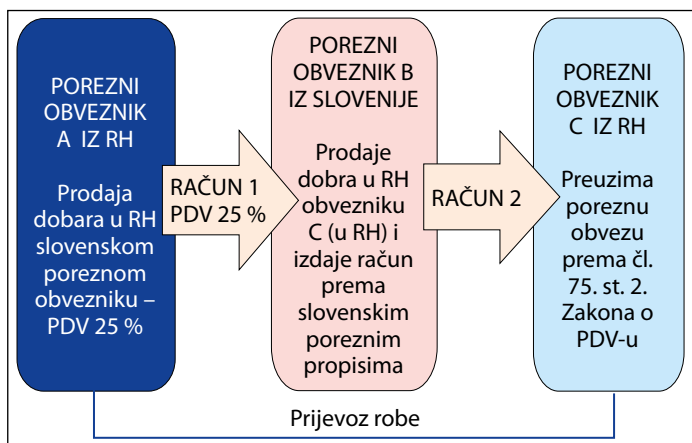 POREZNI
OBVEZNIK
A IZ RH
Prodaja
dobara u RH
slovenskom
poreznom
obvezniku –
PDV 25 %
RAČUN 1
PDV 25 %
POREZNI
OBVEZNIK B
IZ SLOVENIJE
Prodaje
dobra u RH
obvezniku
C (u RH) i
izdaje račun
prema
slovenskim
poreznim
propisima
RAČUN 2
POREZNI
OBVEZNIK
C IZ RH
Preuzima
poreznu
obvezu
prema čl.
75. st. 2.
Zakona o
PDV-u
Prijevoz robe